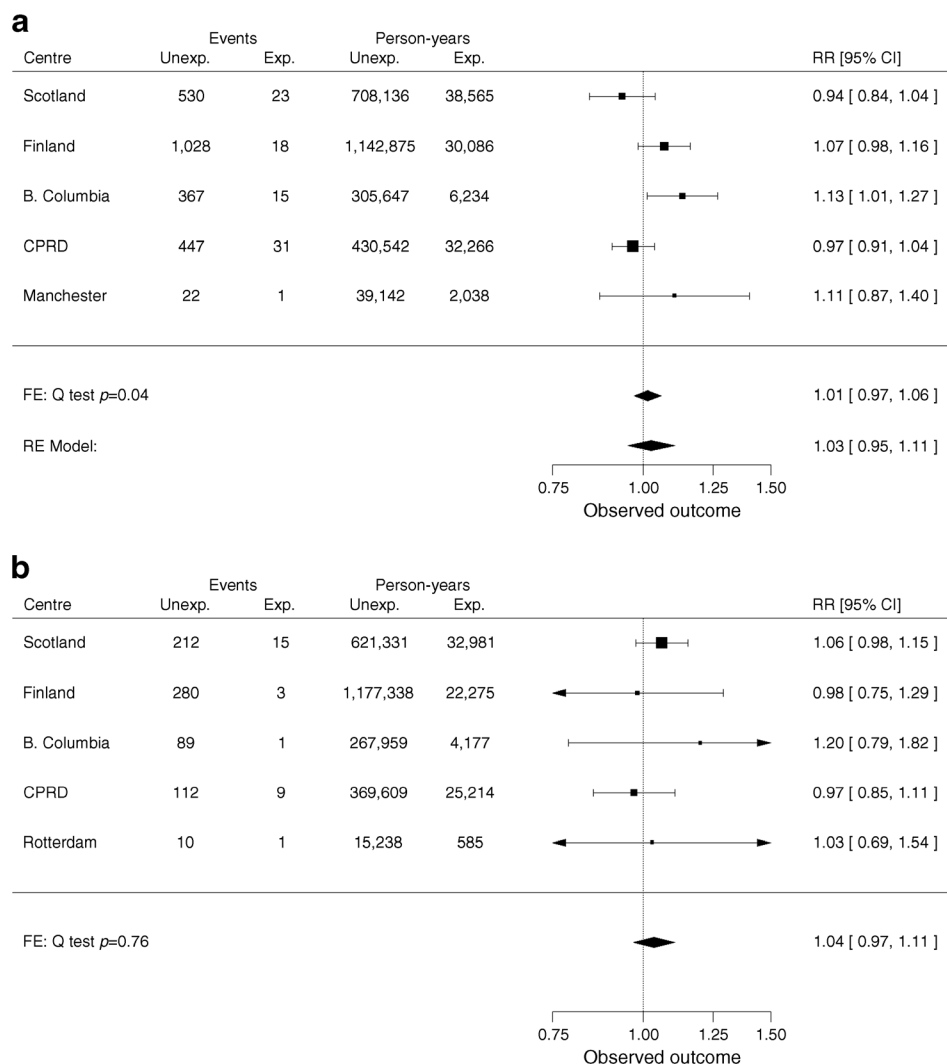 a
Events Person-years
Centre Unexp. Exp. Unexp. Exp. RR [95% CI]
Scotland 530 23 708,136 38,565 0.94 [ 0.84, 1.04 ]
Finland 1,028 18 1,142,875 30,086 1.07 [ 0.98, 1.16 ]
B. Columbia 367 15 305,647 6,234 1.13 [ 1.01, 1.27 ]
CPRD 447 31 430,542 32,266 0.97 [ 0.91, 1.04 ]
Manchester 22 1 39,142 2,038 1.11 [ 0.87, 1.40 ]
FE: Q test p=0.04 1.01 [ 0.97, 1.06 ]
RE Model: 1.03 [ 0.95, 1.11 ]
0.75 1.00 1.25 1.50
Observed outcome
b
Events Person-years
Centre Unexp. Exp. Unexp. Exp. RR [95% CI]
Scotland 212 15 621,331 32,981 1.06 [ 0.98, 1.15 ]
Finland 280 3 1,177,338 22,275 0.98 [ 0.75, 1.29 ]
B. Columbia 89 1 267,959 4,177 1.20 [ 0.79, 1.82 ]
CPRD 112 9 369,609 25,214 0.97 [ 0.85, 1.11 ]
Rotterdam 10 1 15,238 585 1.03 [ 0.69, 1.54 ]
FE: Q test p=0.76 1.04 [ 0.97, 1.11 ]
0.75 1.00 1.25 1.50
Observed outcome